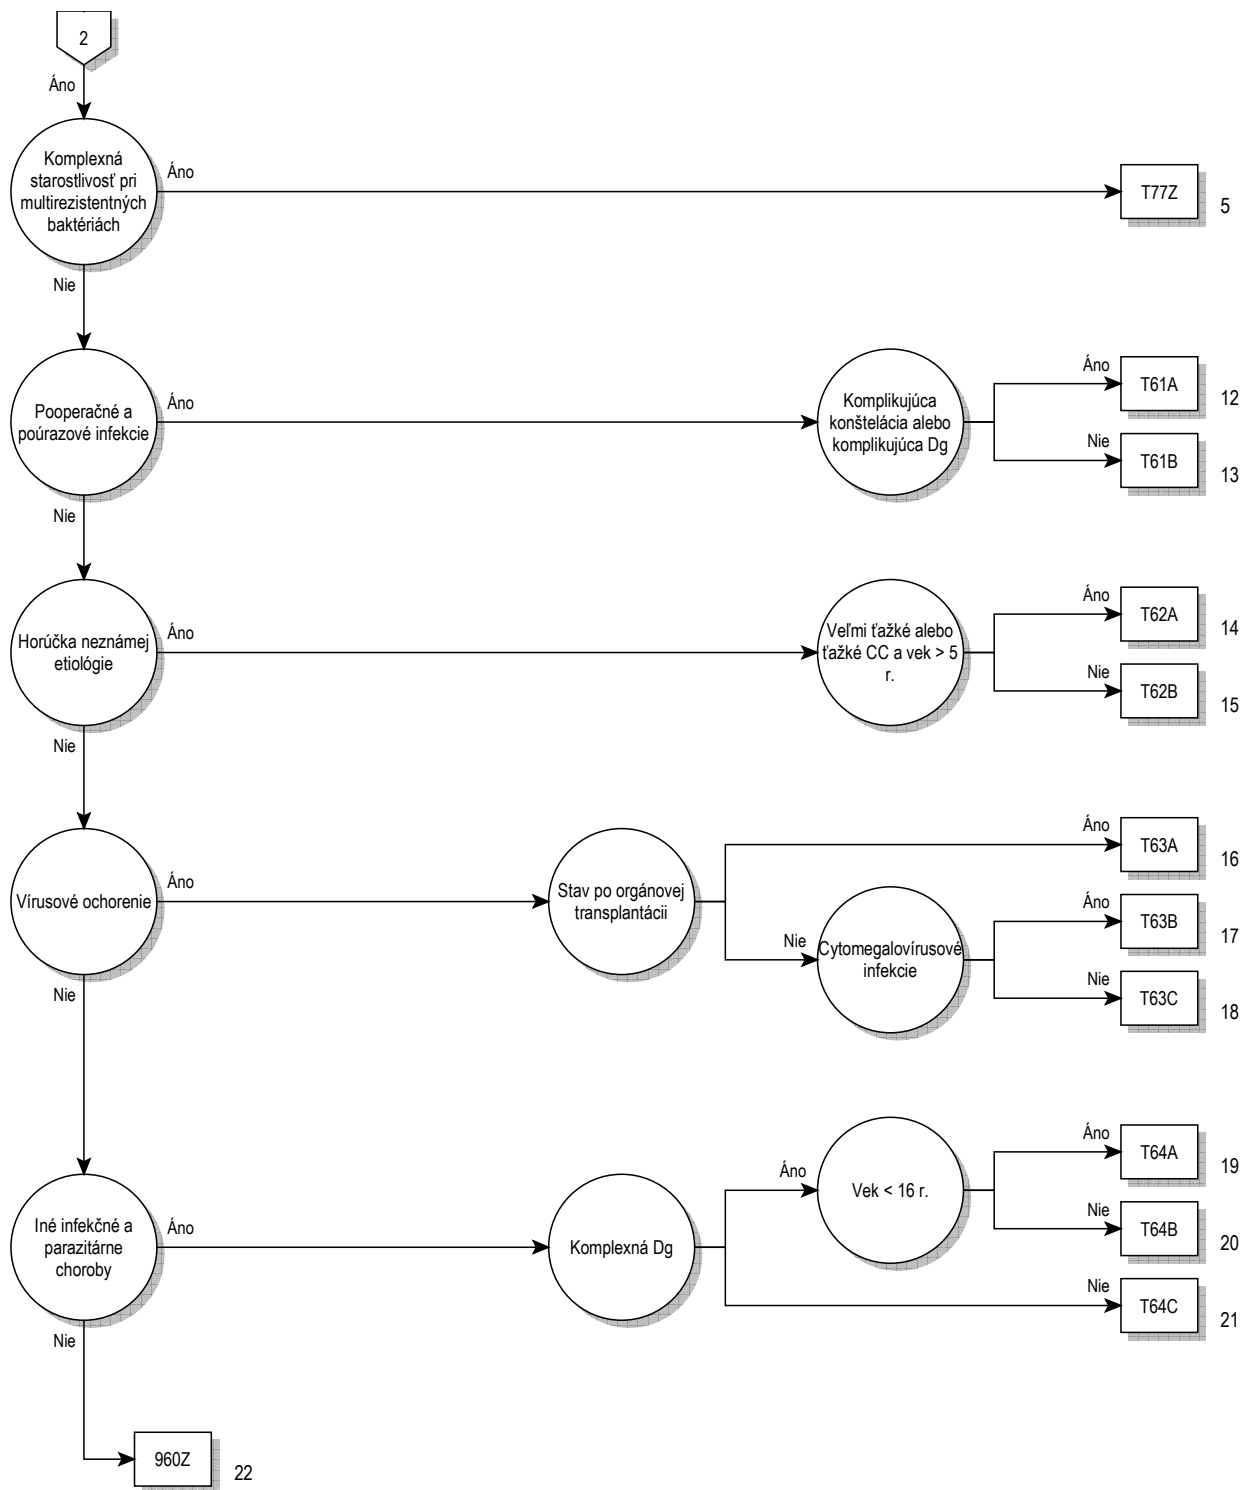 2
Áno
Komplexná
starostlivosť pri
multirezistentných
baktériách
Áno
T77Z
5
Nie
Pooperačné a
poúrazové infekcie
Áno
Komplikujúca
konštelácia alebo
komplikujúca Dg
Áno
T61A
12
Nie
T61B
13
Nie
Horúčka neznámej
etiológie
Áno
Veľmi ťažké alebo
ťažké CC a vek > 5
r.
Áno
T62A
14
Nie
T62B
15
Nie
Vírusové ochorenie
Áno
Stav po orgánovej
transplantácii
Áno
T63A
16
Nie
Cytomegalovírusové
infekcie
Áno
T63B
17
Nie
T63C
18
Nie
Iné infekčné a
parazitárne
choroby
Áno
Komplexná Dg
Áno
Vek < 16 r.
Áno
T64A
19
Nie
T64B
20
Nie
T64C
21
Nie
960Z
22